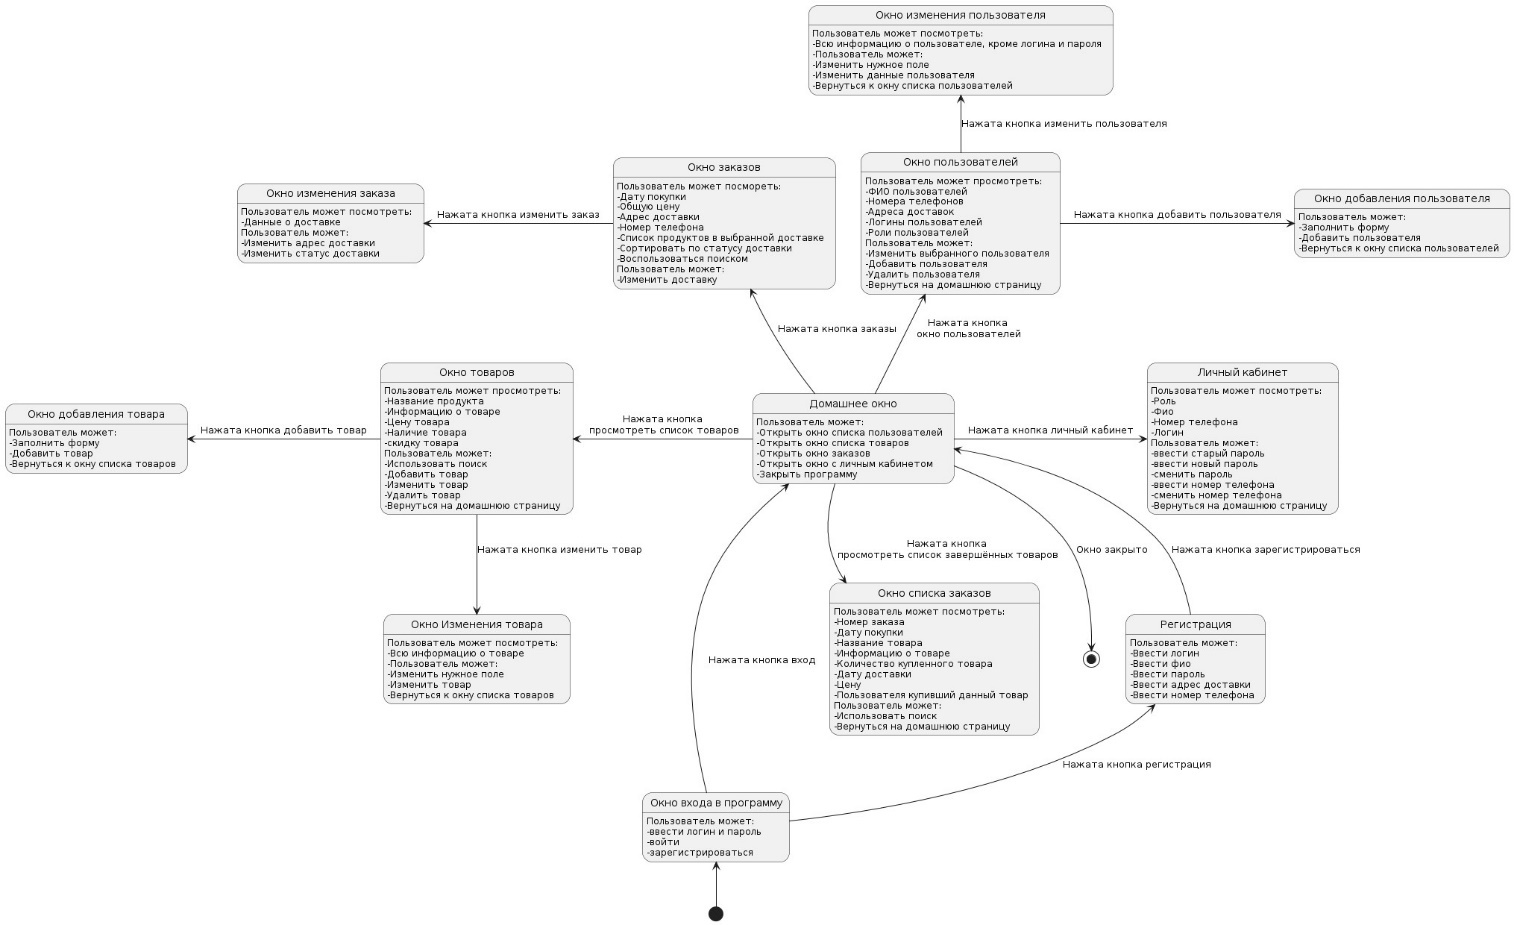 Окно изменения пользователя
Пользователь может посмотреть:
-Всю информацию о пользователе, кроме логина и пароля
-Пользователь может:
-Изменить нужное поле
-Изменить данные пользователя
-Вернуться к окну списка пользователей
Нажата кнопка изменить пользователя
Окно изменения заказа
Пользователь может посмотреть:
-Данные о доставке
Пользователь может:
-Изменить адрес доставки
-Изменить статус доставки
Нажата кнопка изменить заказ
Окно заказов
Пользователь может посмореть:
-Дату покупки
-Общую цену
-Адрес доставки
-Номер телефона
-Список продуктов в выбранной доставке
-Сортировать по статусу доставки
-Воспользоваться поиском
Пользователь может:
-Изменить доставку
Окно пользователей
Пользователь может просмотреть:
-ФИО пользователей
-Номера телефонов
-Адреса доставок
-Логины пользователей
-Роли пользователей
Пользователь может:
-Изменить выбранного пользователя
-Добавить пользователя
-Удалить пользователя
-Вернуться на домашнюю страницу
Нажата кнопка добавить пользователя
Окно добавления пользователя
Пользователь может:
-Заполнить форму
-Добавить пользователя
-Вернуться к окну списка пользователей
Нажата кнопка заказы
Нажата кнопка
окно пользователей
Окно добавления товара
Пользователь может:
-Заполнить форму
-Добавить товар
-Вернуться к окну списка товаров
Нажата кнопка добавить товар
Окно товаров
Пользователь может просмотреть:
-Название продукта
-Информацию о товаре
-Цену товара
-Наличие товара
-скидку товара
Пользователь может:
-Использовать поиск
-Добавить товар
-Изменить товар
-Удалить товар
-Вернуться на домашнюю страницу
Нажата кнопка
просмотреть список товаров
Домашнее окно
Пользователь может:
-Открыть окно списка пользователей
-Открыть окно списка товаров
-Открыть окно заказов
-Открыть окно с личным кабинетом
-Закрыть программу
Нажата кнопка личный кабинет
Личный кабинет
Пользователь может посмотреть:
-Роль
-Фио
-Номер телефона
-Логин
Пользователь может:
-ввести старый пароль
-ввести новый пароль
-сменить пароль
-ввести номер телефона
-сменить номер телефона
-Вернуться на домашнюю страницу
Нажата кнопка изменить товар
Нажата кнопка
просмотреть список завершённых товаров
Окно закрыто
Нажата кнопка зарегистрироваться
Окно Изменения товара
Пользователь может посмотреть:
-Всю информацию о товаре
-Пользователь может:
-Изменить нужное поле
-Изменить товар
-Вернуться к окну списка товаров
Нажата кнопка вход
Окно списка заказов
Пользователь может посмотреть:
-Номер заказа
-Дату покупки
-Название товара
-Информацию о товаре
-Количество купленного товара
-Дату доставки
-Цену
-Пользователя купивший данный товар
Пользователь может:
-Использовать поиск
-Вернуться на домашнюю страницу
Регистрация
Пользователь может:
-Ввести логин
-Ввести фио
-Ввести пароль
-Ввести адрес доставки
-Ввести номер телефона
Нажата кнопка регистрация
Окно входа в программу
Пользователь может:
-ввести логин и пароль
-войти
-зарегистрироваться